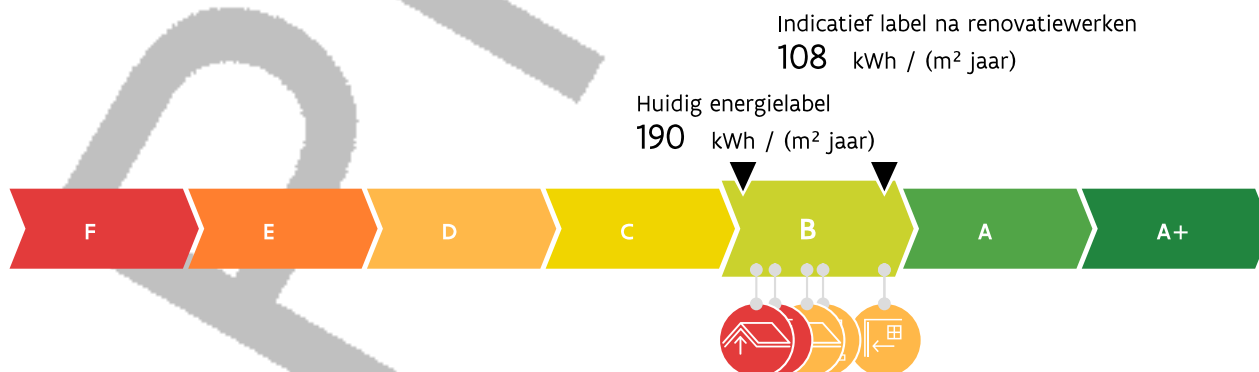 Indicatief label na renovatiewerken
108 kWh / (m² jaar)
Huidig energielabel
190 kWh / (m² jaar)
F E D C B A A+